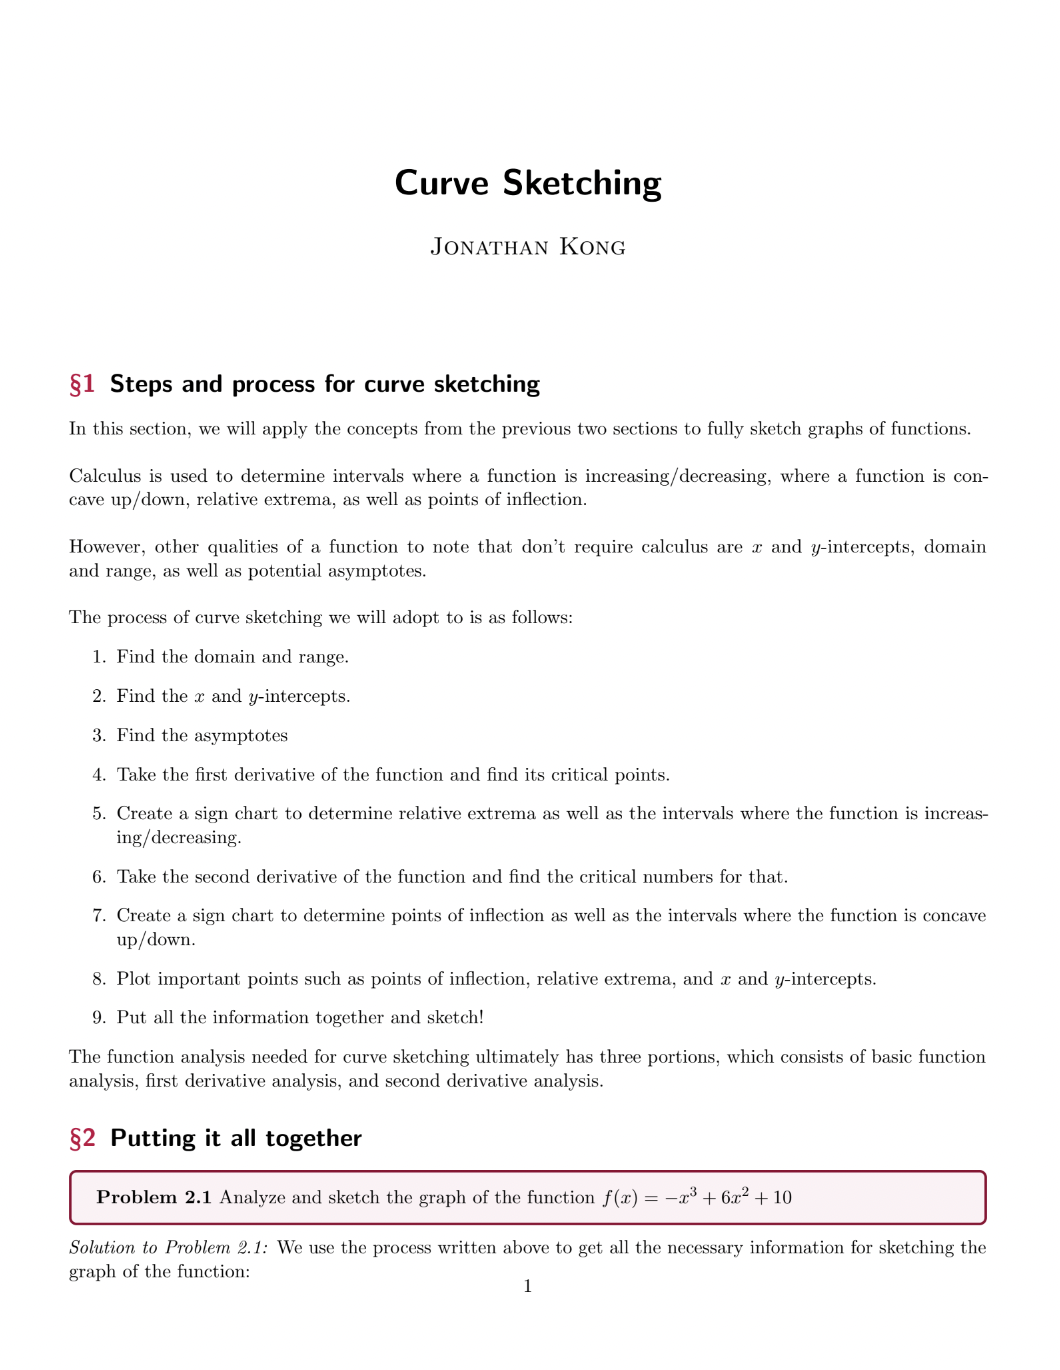 Curve Sketching
Jonathan Kong
§1 Steps and process for curve sketching
In this section, we will apply the concepts from the previous two sections to fully sketch graphs of functions.
Calculus is used to determine intervals where a function is increasing/decreasing, where a function is con-
cave up/down, relative extrema, as well as points of inflection.
However, other qualities of a function to note that don't require calculus are x and y-intercepts, domain
and range, as well as potential asymptotes.
The process of curve sketching we will adopt to is as follows:
1. Find the domain and range.
2. Find the x and y-intercepts.
3. Find the asymptotes
4. Take the first derivative of the function and find its critical points.
5. Create a sign chart to determine relative extrema as well as the intervals where the function is increas-
ing/decreasing.
6. Take the second derivative of the function and find the critical numbers for that.
7. Create a sign chart to determine points of inflection as well as the intervals where the function is concave
up/down.
8. Plot important points such as points of inflection, relative extrema, and x and y-intercepts.
9. Put all the information together and sketch!
The function analysis needed for curve sketching ultimately has three portions, which consists of basic function
analysis, first derivative analysis, and second derivative analysis.
§2 Putting it all together
Problem 2.1 Analyze and sketch the graph of the function f(x) = −x³ + 6x² + 10
Solution to Problem 2.1: We use the process written above to get all the necessary information for sketching the
graph of the function:
1